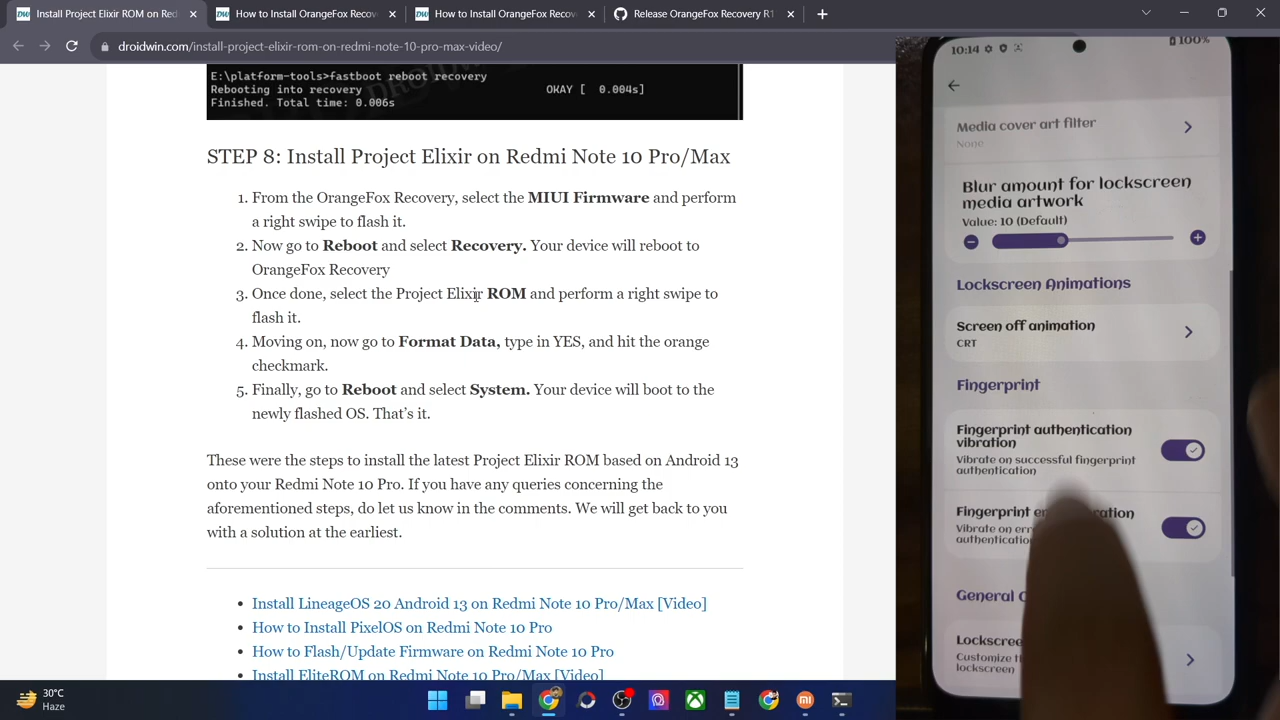 Install Project Elixir ROM on Red
How to Install OrangeFox Recov
How to Install OrangeFox Recov
Release OrangeFox Recovery R1
droidwin.com/install-project-elixir-rom-on-redmi-note-10-pro-max-video/
E:\platform-tools>fastboot reboot recovery
Rebooting into recovery OKAY [ 0.004s]
Finished. Total time: 0.006s
STEP 8: Install Project Elixir on Redmi Note 10 Pro/Max
1. From the OrangeFox Recovery, select the MIUI Firmware and perform
a right swipe to flash it.
2. Now go to Reboot and select Recovery. Your device will reboot to
OrangeFox Recovery
3. Once done, select the Project Elixir ROM and perform a right swipe to
flash it.
4. Moving on, now go to Format Data, type in YES, and hit the orange
checkmark.
5. Finally, go to Reboot and select System. Your device will boot to the
newly flashed OS. That’s it.
These were the steps to install the latest Project Elixir ROM based on Android 13
onto your Redmi Note 10 Pro. If you have any queries concerning the
aforementioned steps, do let us know in the comments. We will get back to you
with a solution at the earliest.
Install LineageOS 20 Android 13 on Redmi Note 10 Pro/Max [Video]
How to Install PixelOS on Redmi Note 10 Pro
How to Flash/Update Firmware on Redmi Note 10 Pro
Install EliteROM on Redmi Note 10 Pro/Max [Video]
30°C
Haze
10:14
100%
Media cover art filter
None
Blur amount for lockscreen
media artwork
Value: 10 (Default)
Lockscreen Animations
Screen off animation
CRT
Fingerprint
Fingerprint authentication
vibration
Vibrate on successful fingerprint
authentication
Fingerprint
Vibrate on
General
Lockscreen
Customize
lockscreen